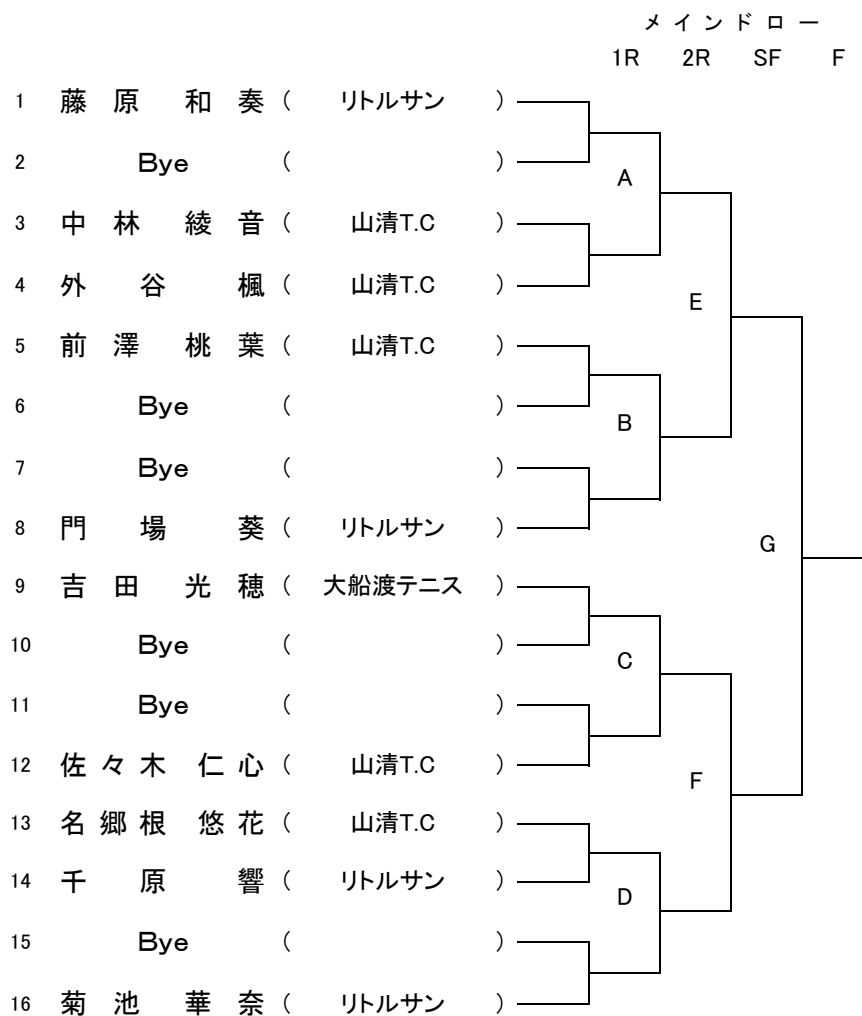 メインドロー
1R 2R SF F
1 藤原 和奏 ( リトルサン )
2 Bye ( )
A
3 中林 綾音 ( 山清T.C )
4 外谷 楓 ( 山清T.C )
E
5 前澤 桃葉 ( 山清T.C )
6 Bye ( )
B
7 Bye ( )
8 門場 葵 ( リトルサン )
G
9 吉田 光穂 ( 大船渡テニス )
10 Bye ( )
C
11 Bye ( )
12 佐々木 仁心 ( 山清T.C )
F
13 名郷根 悠花 ( 山清T.C )
14 千原 響 ( リトルサン )
D
15 Bye ( )
16 菊池 華奈 ( リトルサン )